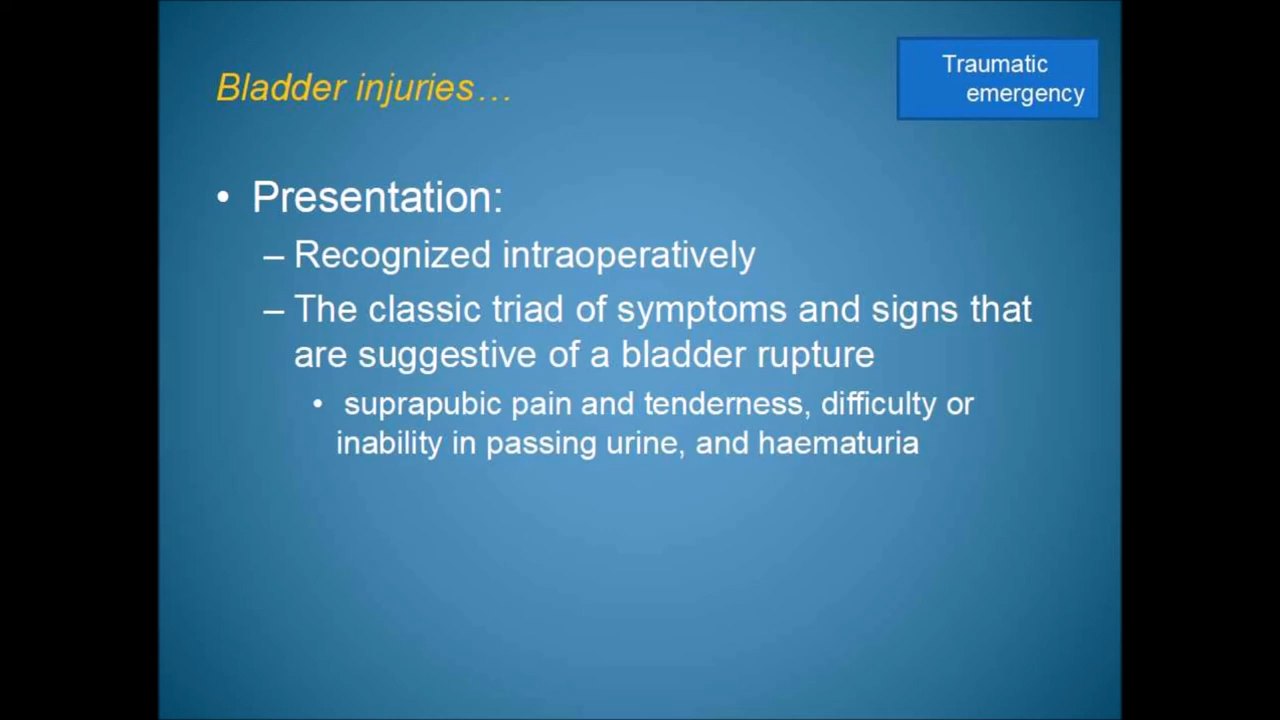 Bladder injuries…
Traumatic
emergency
• Presentation:
– Recognized intraoperatively
– The classic triad of symptoms and signs that
are suggestive of a bladder rupture
• suprapubic pain and tenderness, difficulty or
inability in passing urine, and haematuria